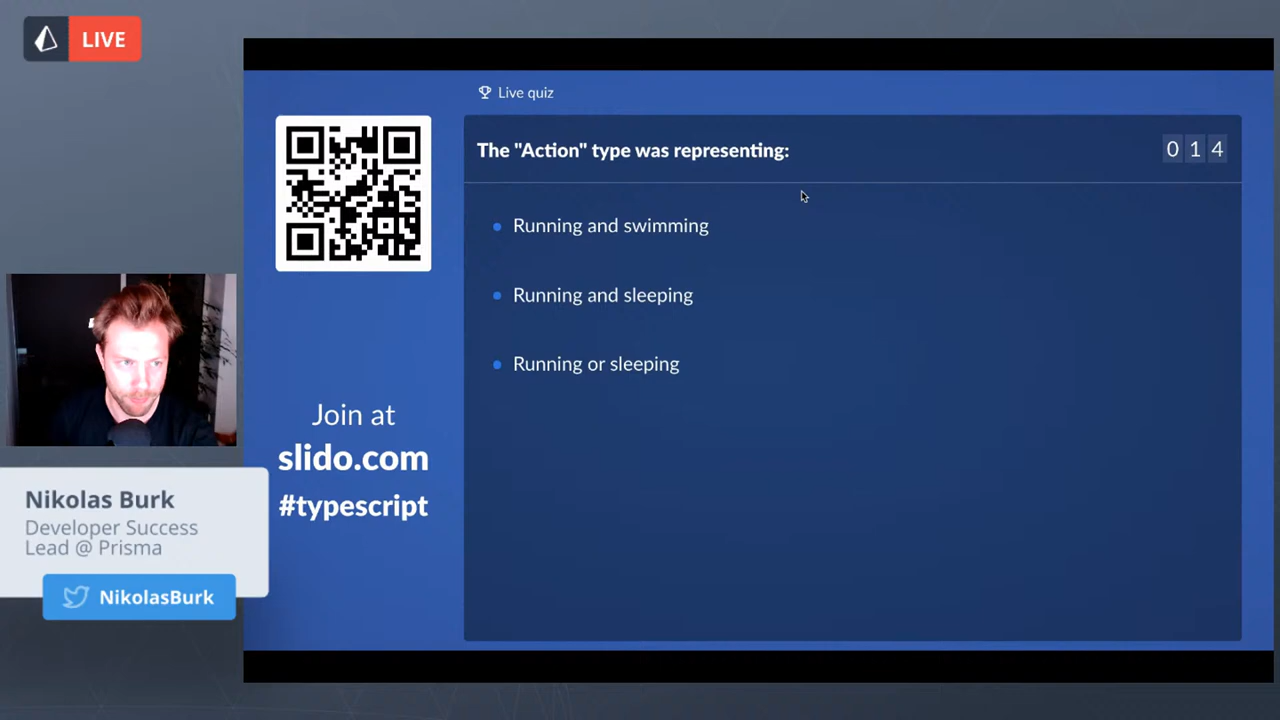 LIVE
Live quiz
The "Action" type was representing:
0 1 4
Running and swimming
Running and sleeping
Running or sleeping
Join at
slido.com
#typescript
Nikolas Burk
Developer Success
Lead @ Prisma
NikolasBurk